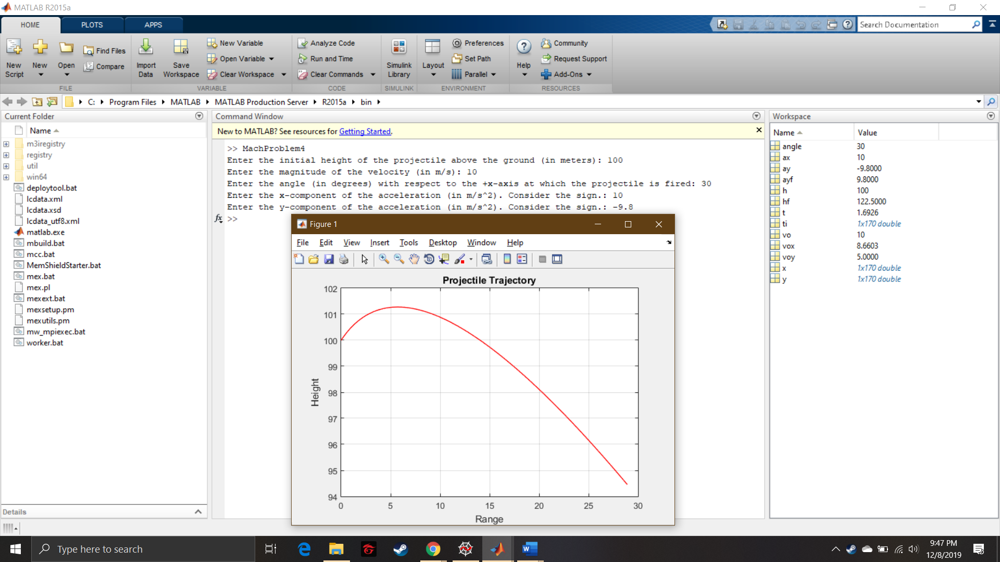 MATLAB R2015a
HOME
PLOTS
APPS
Search Documentation
New Script
New
Open
Find Files
Compare
Import Data
Save Workspace
New Variable
Open Variable
Clear Workspace
Analyze Code
Run and Time
Clear Commands
Simulink Library
Layout
Preferences
Set Path
Parallel
Help
Community
Request Support
Add-Ons
FILE
VARIABLE
CODE
SIMULINK
ENVIRONMENT
RESOURCES
C: Program Files MATLAB MATLAB Production Server R2015a bin
Current Folder
Name
m3iregistry
registry
util
win64
deploytool.bat
lcdata.xml
lcdata.xsd
lcdata_utf8.xml
matlab.exe
mbuild.bat
mcc.bat
MemShieldStarter.bat
mex.bat
mex.pl
mexext.bat
mexsetup.pm
mexutils.pm
mw_mpiexec.bat
worker.bat
Details
Command Window
New to MATLAB? See resources for Getting Started.
>> MachProblem4
Enter the initial height of the projectile above the ground (in meters): 100
Enter the magnitude of the velocity (in m/s): 10
Enter the angle (in degrees) with respect to the +x-axis at which the projectile is fired: 30
Enter the x-component of the acceleration (in m/s^2). Consider the sign.: 10
Enter the y-component of the acceleration (in m/s^2). Consider the sign.: -9.8
fx >>
Figure 1
File Edit View Insert Tools Desktop Window Help
Projectile Trajectory
102
101
100
99
98
97
96
95
94
Height
0 5 10 15 20 25 30
Range
Workspace
Name Value
angle 30
ax 10
ay -9.8000
ayf 9.8000
h 100
hf 122.5000
t 1.6926
ti 1x170 double
vo 10
vox 8.6603
voy 5.0000
x 1x170 double
y 1x170 double
Type here to search
9:47 PM
12/8/2019